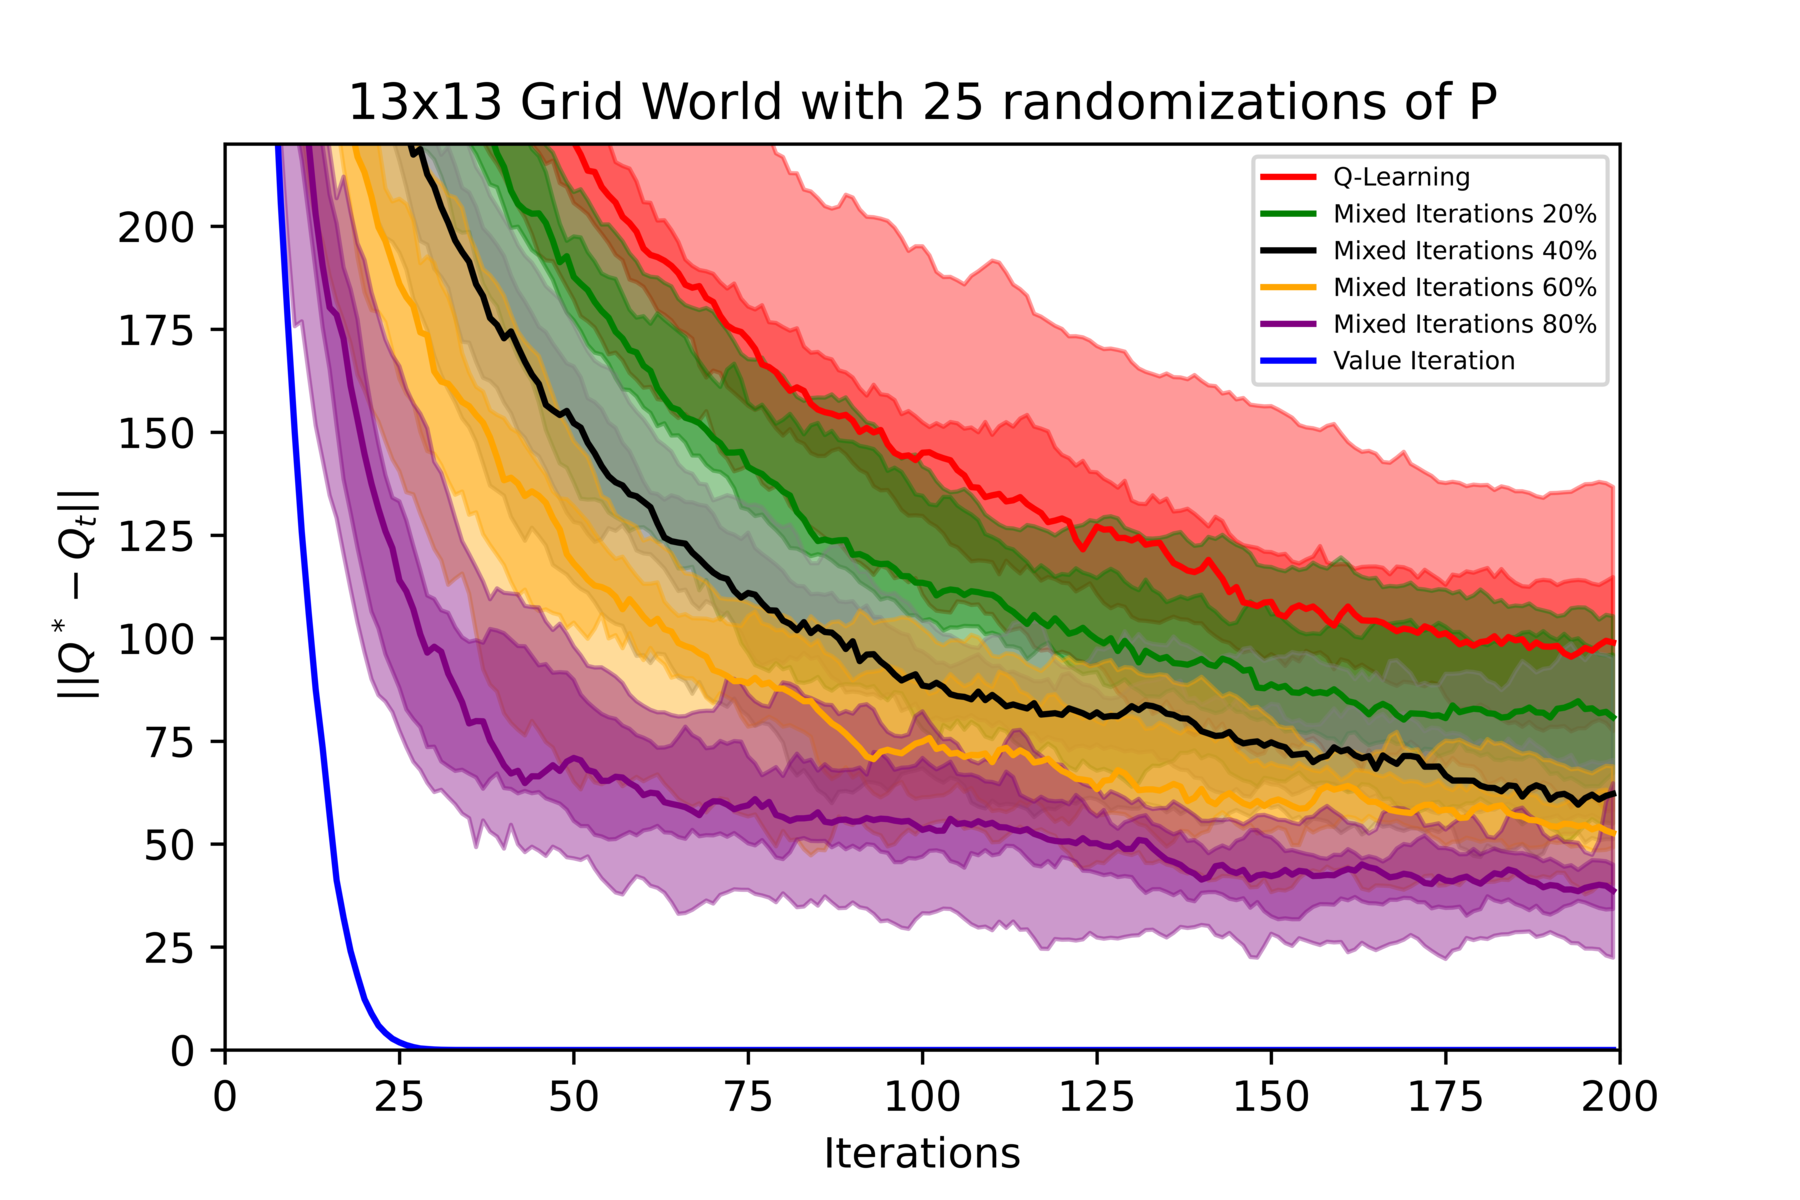 13x13 Grid World with 25 randomizations of P
Q-Learning
Mixed Iterations 20%
Mixed Iterations 40%
Mixed Iterations 60%
Mixed Iterations 80%
Value Iteration
||Q* − Qt||
200
175
150
125
100
75
50
25
0
0 25 50 75 100 125 150 175 200
Iterations